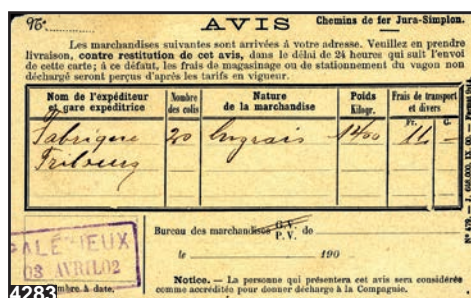 95.
AVIS
Chemins de fer Jura-Simplon.
Les marchandises suivantes sont arrivées à votre adresse. Veuillez en prendre
livraison, contre restitution de cet avis, dans le délai de 24 heures qui suit l'envoi
de cette carte; à ce défaut, les frais de magasinage ou de stationnement du vagon non
déchargé seront perçus d'après les tarifs en vigueur.
Nom de l'expéditeur
et gare expéditrice
Nombre
des colis
Nature
de la marchandise
Poids
Kilogr.
Frais de transport
et divers
Fr. C.
Fabrique 20 Engrais 1400 11 –
Fribourg
Bureau des marchandises G.V. de
P.V.
le 190
PALÉZIEUX
03 AVRIL02
Timbre à date.
Notice. — La personne qui présentera cet avis sera considérée
comme accréditée pour donner décharge à la Compagnie.
4283